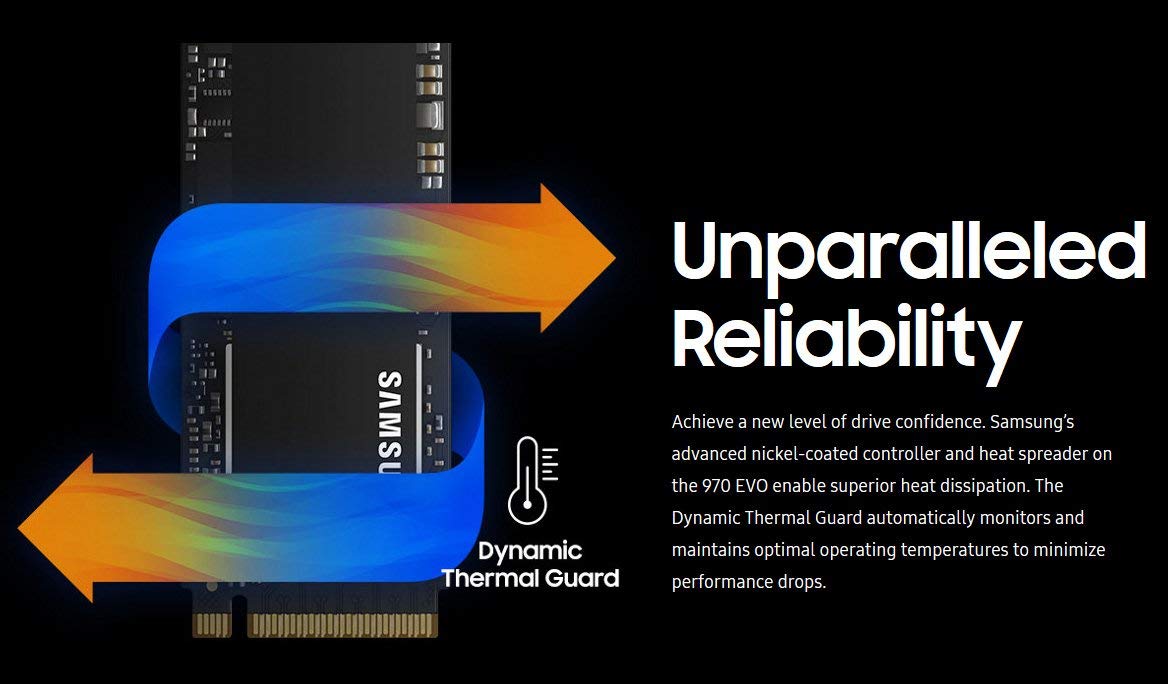 Unparalleled
Reliability
Achieve a new level of drive confidence. Samsung’s
advanced nickel-coated controller and heat spreader on
the 970 EVO enable superior heat dissipation. The
Dynamic Thermal Guard automatically monitors and
maintains optimal operating temperatures to minimize
performance drops.
SAMSU
Dynamic
Thermal Guard